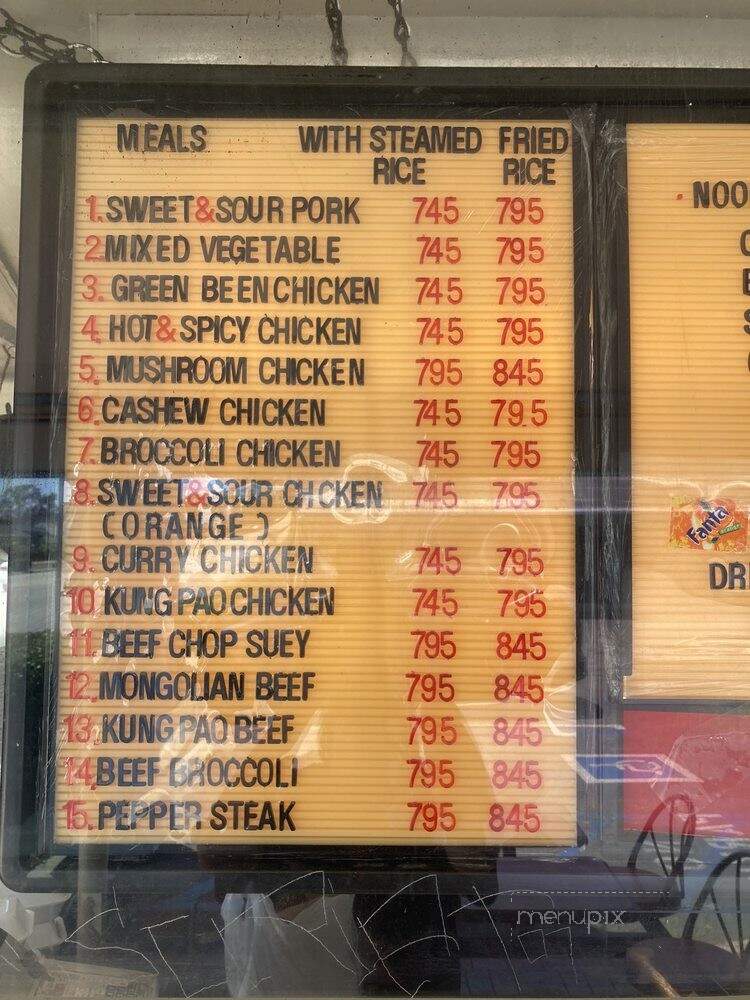 MEALS WITH STEAMED FRIED
RICE RICE
1. SWEET & SOUR PORK 745 795
2. MIXED VEGETABLE 745 795
3. GREEN BEEN CHICKEN 745 795
4. HOT & SPICY CHICKEN 745 795
5. MUSHROOM CHICKEN 795 845
6. CASHEW CHICKEN 745 79.5
7. BROCCOLI CHICKEN 745 795
8. SWEET & SOUR CHCKEN 745 795
(ORANGE)
9. CURRY CHICKEN 745 795
10. KUNG PAO CHICKEN 745 795
11. BEEF CHOP SUEY 795 845
12. MONGOLIAN BEEF 795 845
13. KUNG PAO BEEF 795 845
14. BEEF BROCCOLI 795 845
15. PEPPER STEAK 795 845
NOO
Fanta
DRI
menupix